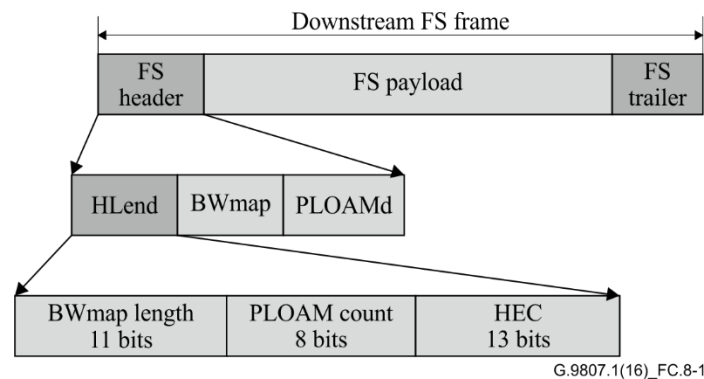 Downstream FS frame
FS header
FS payload
FS trailer
HLend
BWmap
PLOAMd
BWmap length
11 bits
PLOAM count
8 bits
HEC
13 bits
G.9807.1(16)_FC.8-1